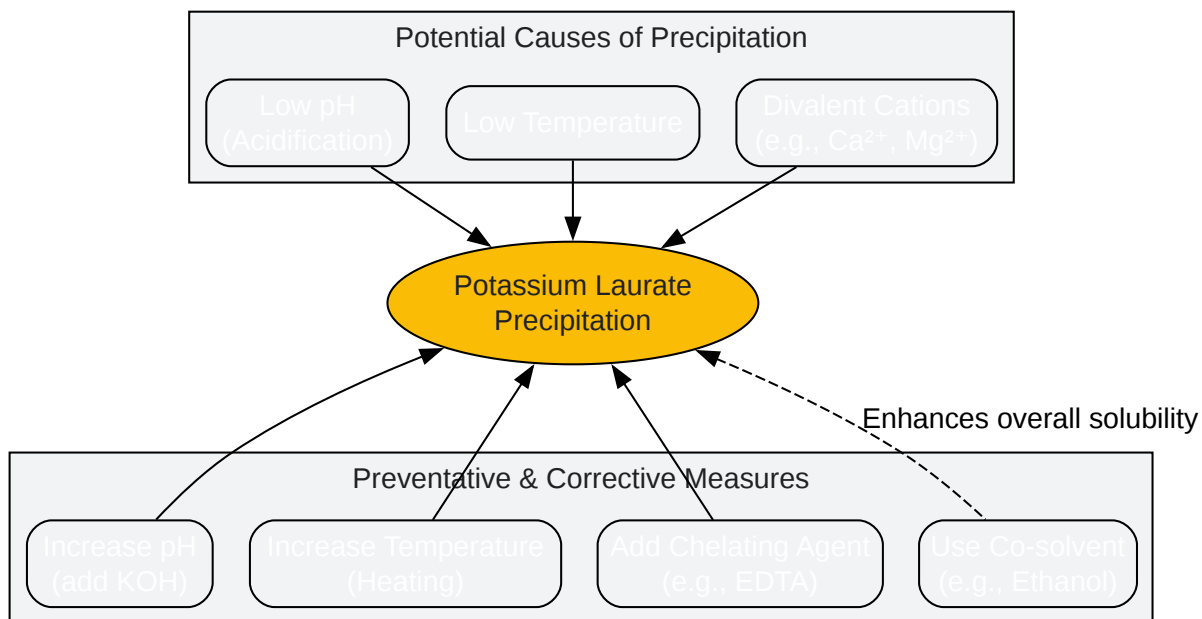 Potential Causes of Precipitation
Low pH
(Acidification)
Low Temperature
Divalent Cations
(e.g., Ca²⁺, Mg²⁺)
Potassium Laurate
Precipitation
Enhances overall solubility
Preventative & Corrective Measures
Increase pH
(add KOH)
Increase Temperature
(Heating)
Add Chelating Agent
(e.g., EDTA)
Use Co-solvent
(e.g., Ethanol)